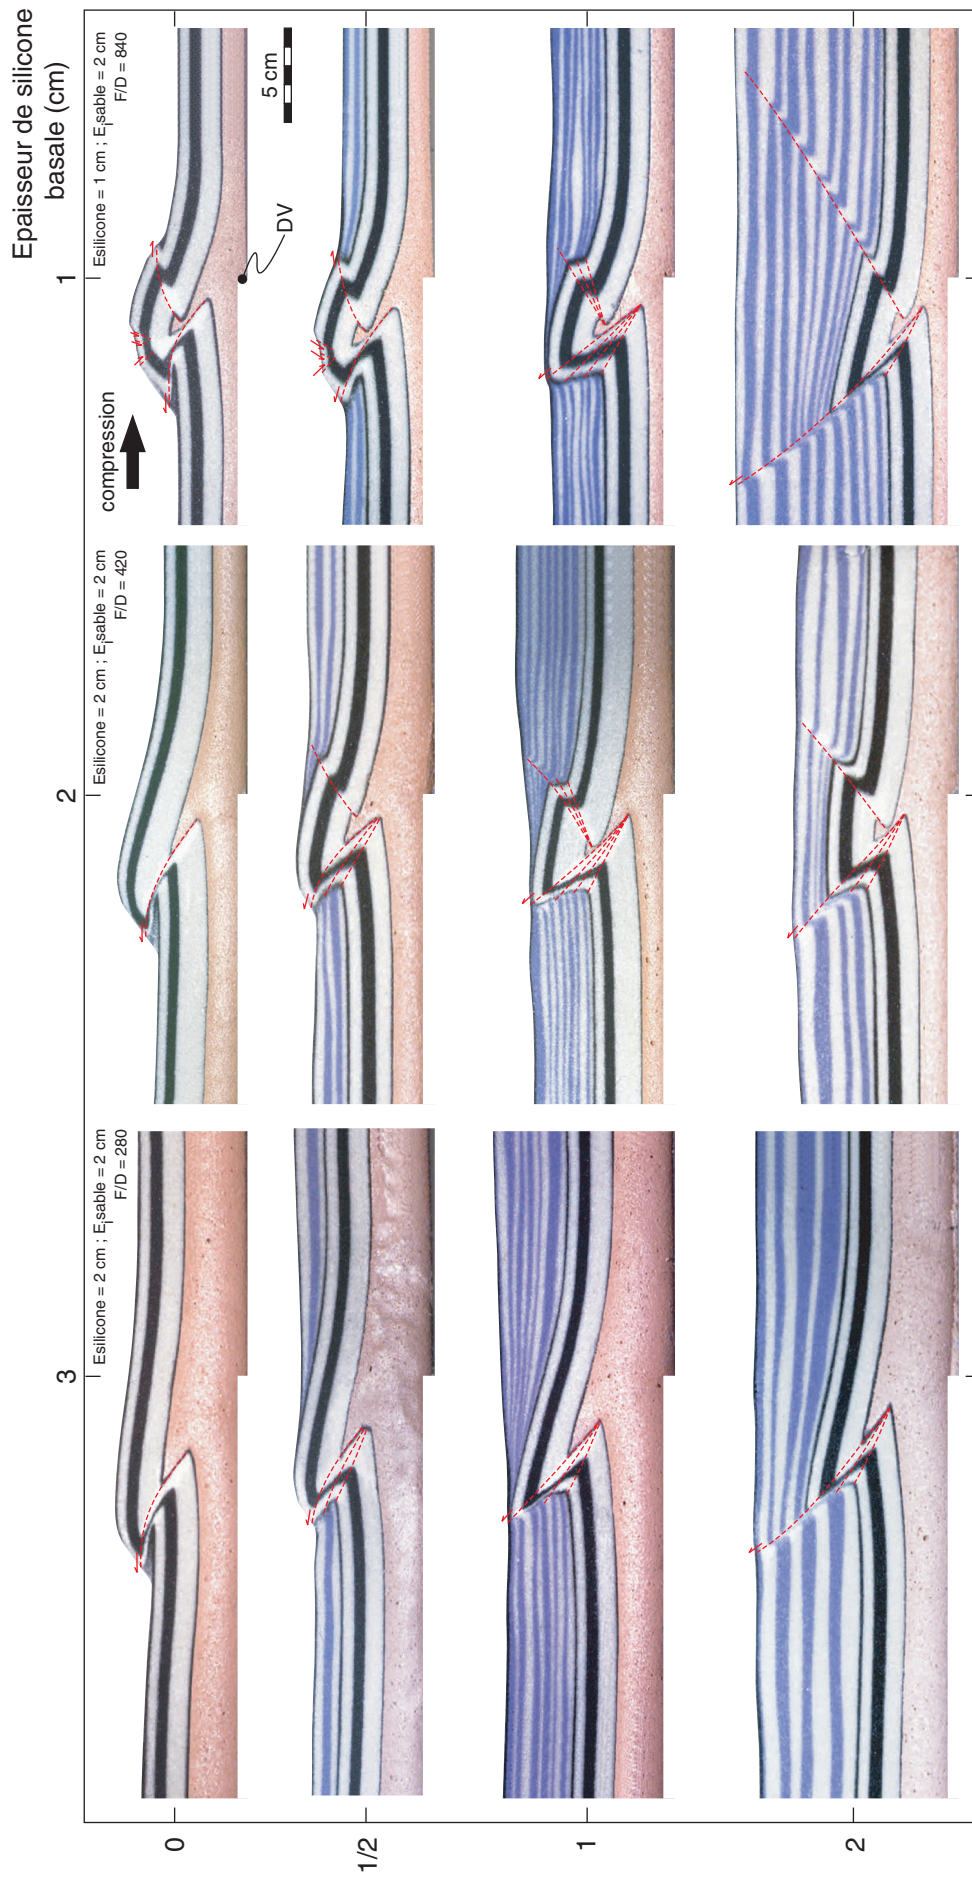 Epaisseur de silicone
basale (cm)
1
2
3
Esilicone = 1 cm ; Eisable = 2 cm
F/D = 840
Esilicone = 2 cm ; Eisable = 2 cm
F/D = 420
Esilicone = 2 cm ; Eisable = 2 cm
F/D = 280
5 cm
DV
compression
0
1/2
1
2